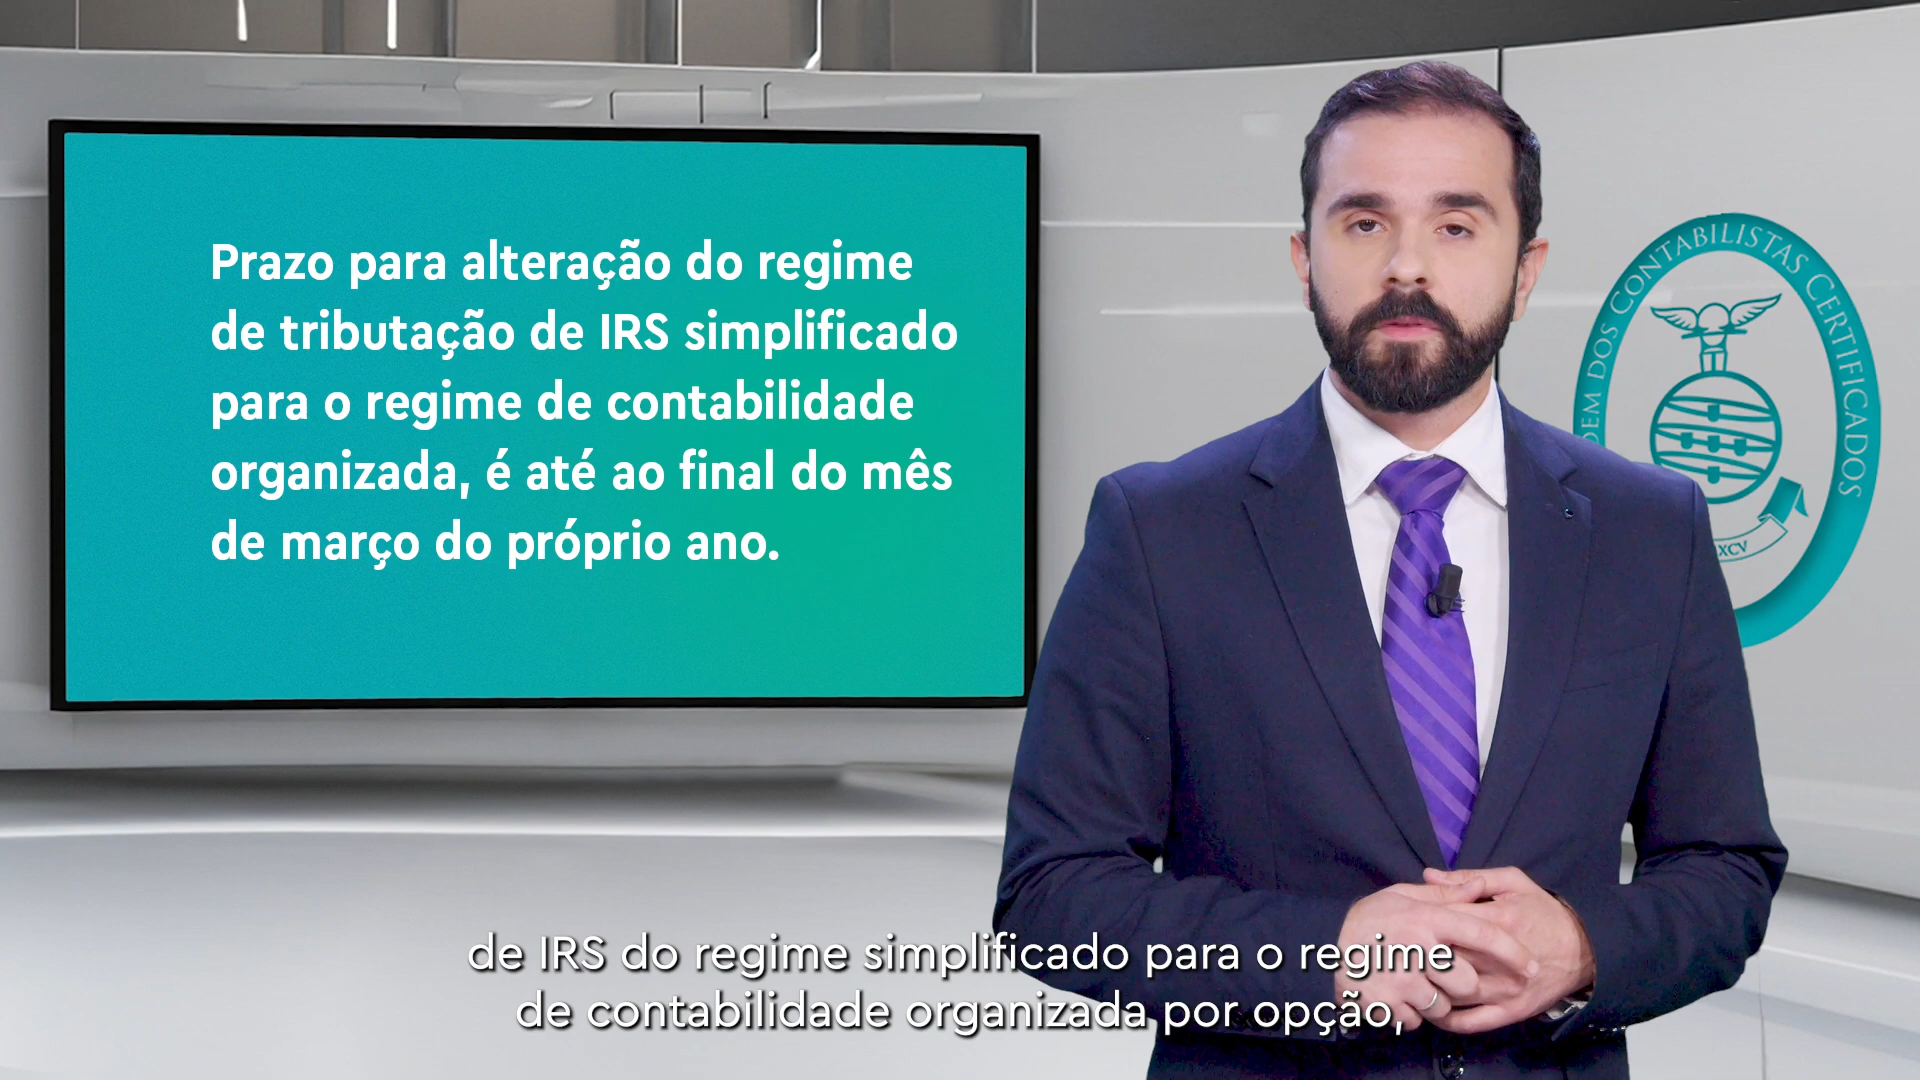 Prazo para alteração do regime
de tributação de IRS simplificado
para o regime de contabilidade
organizada, é até ao final do mês
de março do próprio ano.
DEM DOS CONTABILISTAS CERTIFICADOS
XCV
de IRS do regime simplificado para o regime
de contabilidade organizada por opção,